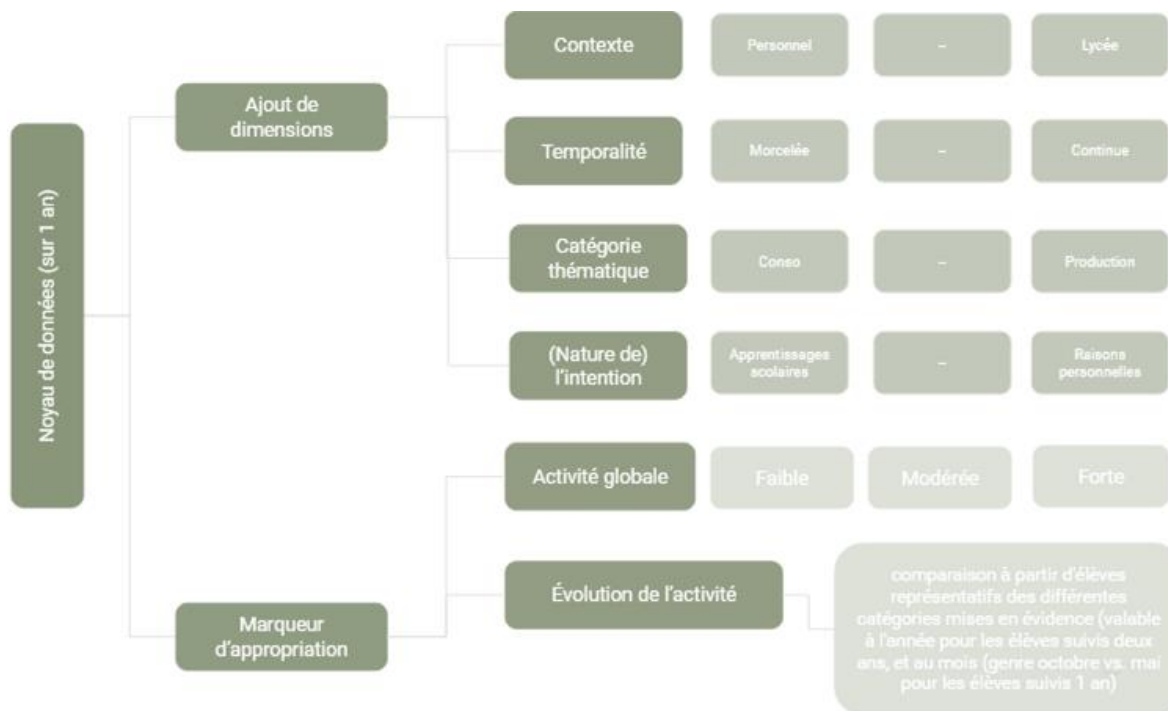 Noyau de données (sur 1 an)
Ajout de
dimensions
Contexte
Personnel
–
Lycée
Temporalité
Morcelée
–
Continue
Catégorie
thématique
Conso
–
Production
(Nature de)
l'intention
Apprentissages
scolaires
–
Raisons
personnelles
Marqueur
d'appropriation
Activité globale
Faible
Modérée
Forte
Évolution de l'activité
comparaison à partir d'élèves
représentatifs des différentes
catégories mises en évidence (valable
à l'année pour les élèves suivis deux
ans, et au mois (genre octobre vs. mai
pour les élèves suivis 1 an)